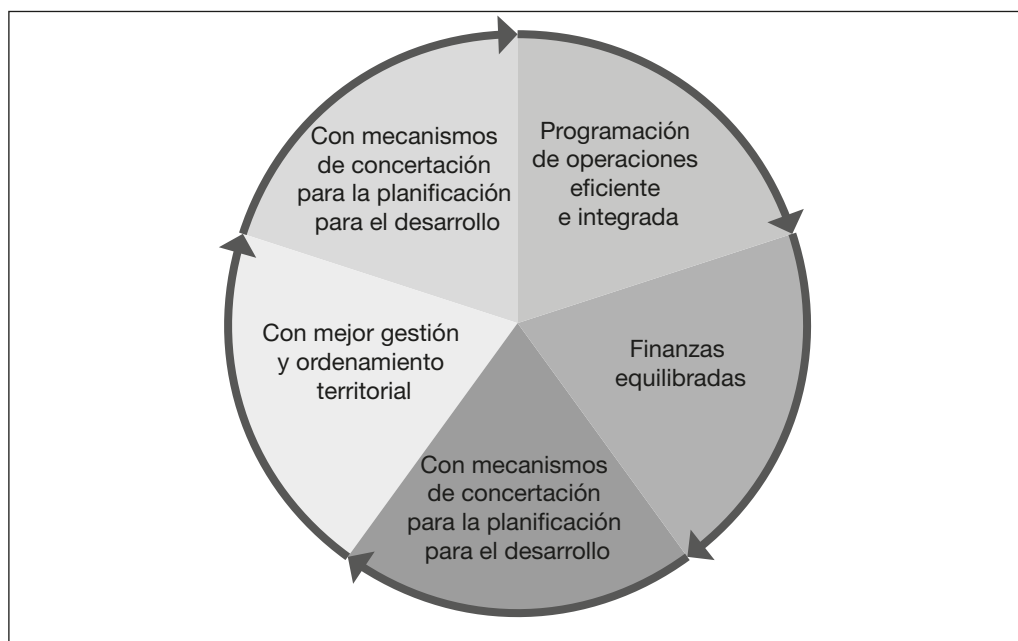 Programación
de operaciones
eficiente
e integrada
Finanzas
equilibradas
Con mecanismos
de concertación
para la planificación
para el desarrollo
Con mejor gestión
y ordenamiento
territorial
Con mecanismos
de concertación
para la planificación
para el desarrollo